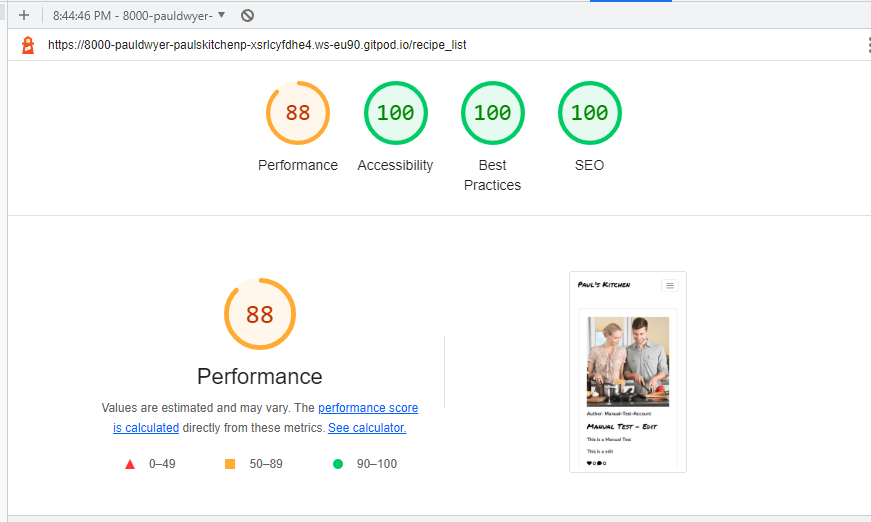 8:44:46 PM - 8000-pauldwyer-
https://8000-pauldwyer-paulskitchenp-xsrlcyfdhe4.ws-eu90.gitpod.io/recipe_list
88 100 100 100
Performance Accessibility Best Practices SEO
88
Performance
Values are estimated and may vary. The performance score
is calculated directly from these metrics. See calculator.
0–49 50–89 90–100
Paul's Kitchen
Author: Manual-Test-Account
Manual Test - Edit
This is a Manual Test
This is a edit
0 0